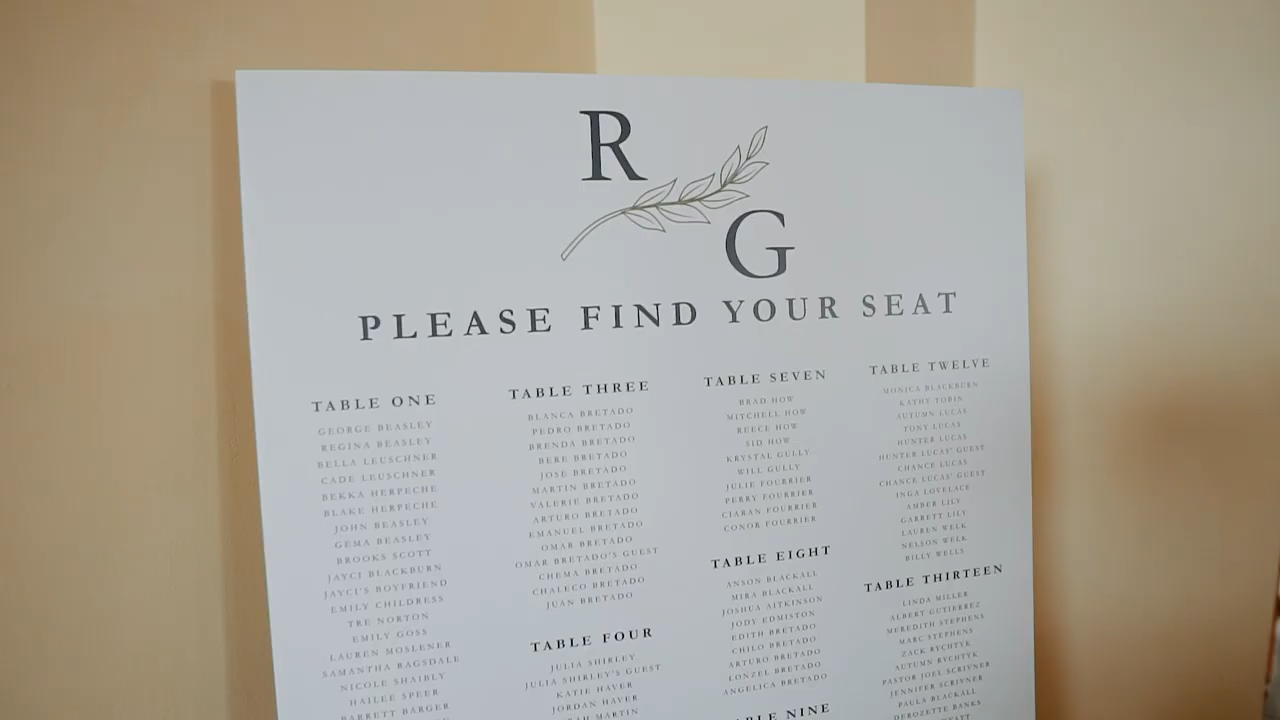 R
G
PLEASE FIND YOUR SEAT
TABLE ONE
GEORGE BEASLEY
REGINA BEASLEY
BELLA LEUSCHNER
CADE LEUSCHNER
BEKKA HERPECHE
BLAKE HERPECHE
JOHN BEASLEY
GEMA BEASLEY
BROOKS SCOTT
JAYCI BLACKBURN
JAYCI'S BOYFRIEND
EMILY CHILDRESS
TRE NORTON
EMILY GOSS
LAUREN MOSLENER
SAMANTHA RAGSDALE
NICOLE SHAIBLY
HAILEE SPEER
BARRETT BARGER
TABLE THREE
BLANCA BRETADO
PEDRO BRETADO
BRENDA BRETADO
BERE BRETADO
JOSE BRETADO
MARTIN BRETADO
VALERIE BRETADO
ARTURO BRETADO
EMANUEL BRETADO
OMAR BRETADO
OMAR BRETADO'S GUEST
CHEMA BRETADO
CHALECO BRETADO
JUAN BRETADO
TABLE FOUR
JULIA SHIRLEY
JULIA SHIRLEY'S GUEST
KATIE HAVER
JORDAN HAVER
MARTIN
TABLE SEVEN
BRAD HOW
MITCHELL HOW
REECE HOW
SID HOW
KRYSTAL GULLY
WILL GULLY
JULIE FOURRIER
PERRY FOURRIER
CIARAN FOURRIER
CONOR FOURRIER
TABLE EIGHT
ANSON BLACKALL
MIRA BLACKALL
JOSHUA AITKINSON
JODY EDMISTON
EDITH BRETADO
CHILO BRETADO
ARTURO BRETADO
LONZEL BRETADO
ANGELICA BRETADO
TABLE NINE
TABLE TWELVE
MONICA BLACKBURN
KATHY TOBIN
AUTUMN LUCAS
TONY LUCAS
HUNTER LUCAS
HUNTER LUCAS' GUEST
CHANCE LUCAS
CHANCE LUCAS' GUEST
INGA LOVELACE
AMBER LILY
GARRETT LILY
LAUREN WELK
NELSON WELK
BILLY WELLS
TABLE THIRTEEN
LINDA MILLER
ALBERT GUTIERREZ
MEREDITH STEPHENS
MARC STEPHENS
ZACK RYCHTYK
AUTUMN RYCHTYK
PASTOR JOEL SCRIVNER
JENNIFER SCRIVNER
PAULA BLACKALL
DEROZETTE BANKS